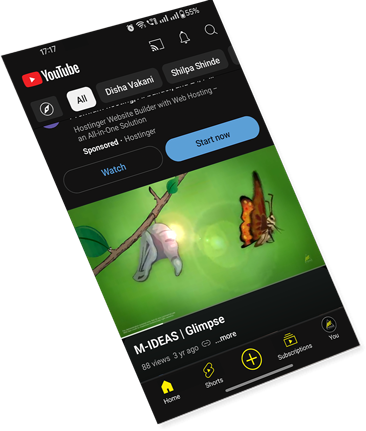 17:17
55%
YouTube
All
Disha Vakani
Shilpa Shinde
Hostinger Website Builder with Web Hosting –
an All-in-One Solution
Sponsored · Hostinger
Watch
Start now
M-IDEAS | Glimpse
88 views 3 yr ago ...more
Home
Shorts
Subscriptions
You